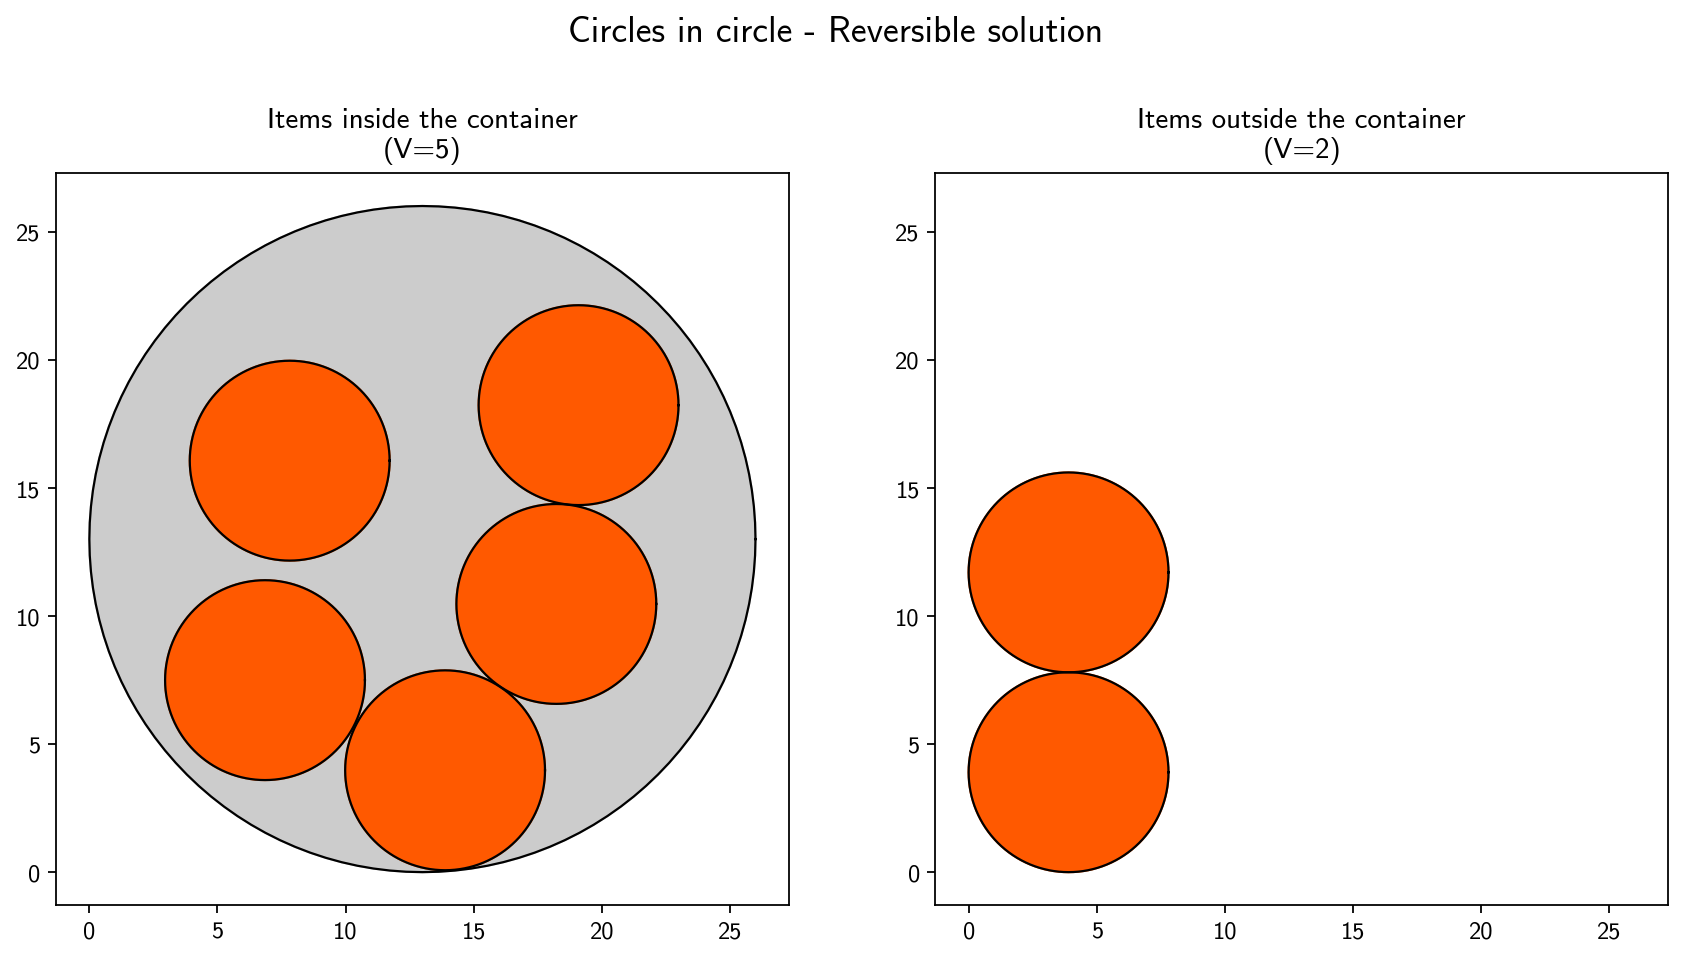 Circles in circle - Reversible solution
Items inside the container
(V=5)
25
20
15
10
5
0
0 5 10 15 20 25
Items outside the container
(V=2)
25
20
15
10
5
0
0 5 10 15 20 25